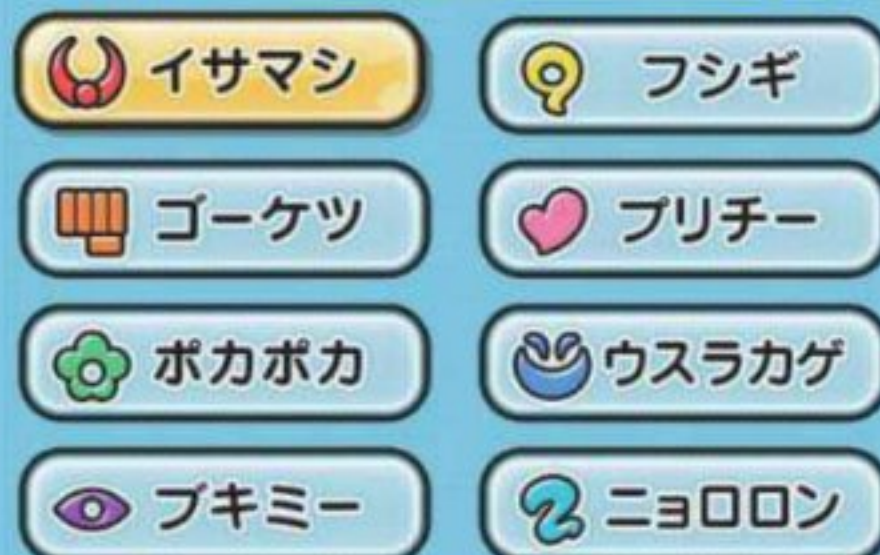 イサマシ
フシギ
ゴーケツ
プリチー
ポカポカ
ウスラカゲ
ブキミー
ニョロロン